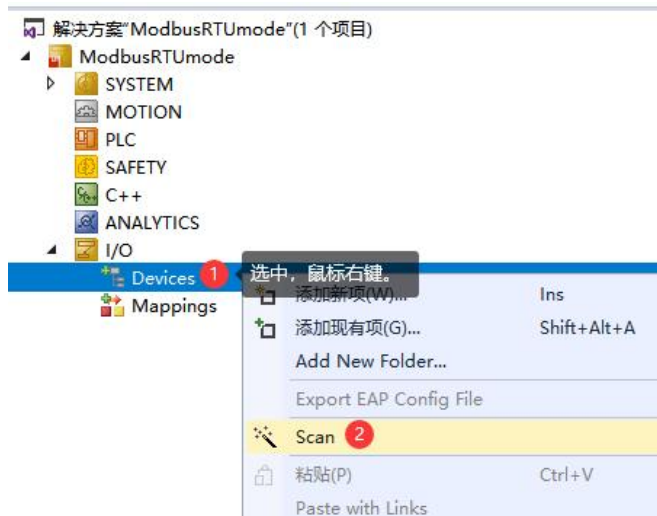 解决方案"ModbusRTUmode"(1 个项目)
ModbusRTUmode
SYSTEM
MOTION
PLC
SAFETY
C++
ANALYTICS
I/O
Devices 1 选中，鼠标右键。
Mappings
添加新项(W)... Ins
添加现有项(G)... Shift+Alt+A
Add New Folder...
Export EAP Config File
Scan 2
粘贴(P) Ctrl+V
Paste with Links